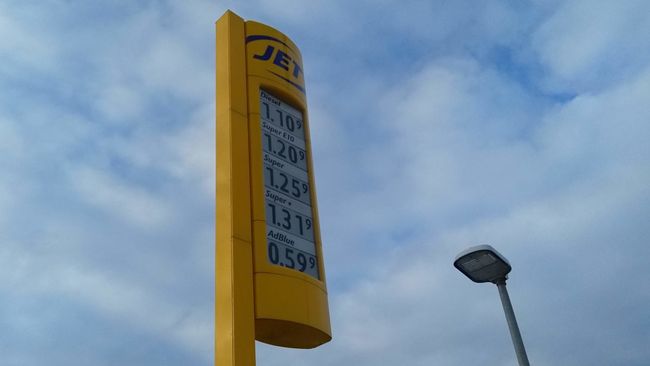 JET
Diesel
1.10⁹
Super E10
1.20⁹
Super
1.25⁹
Super +
1.31⁹
AdBlue
0.59⁹